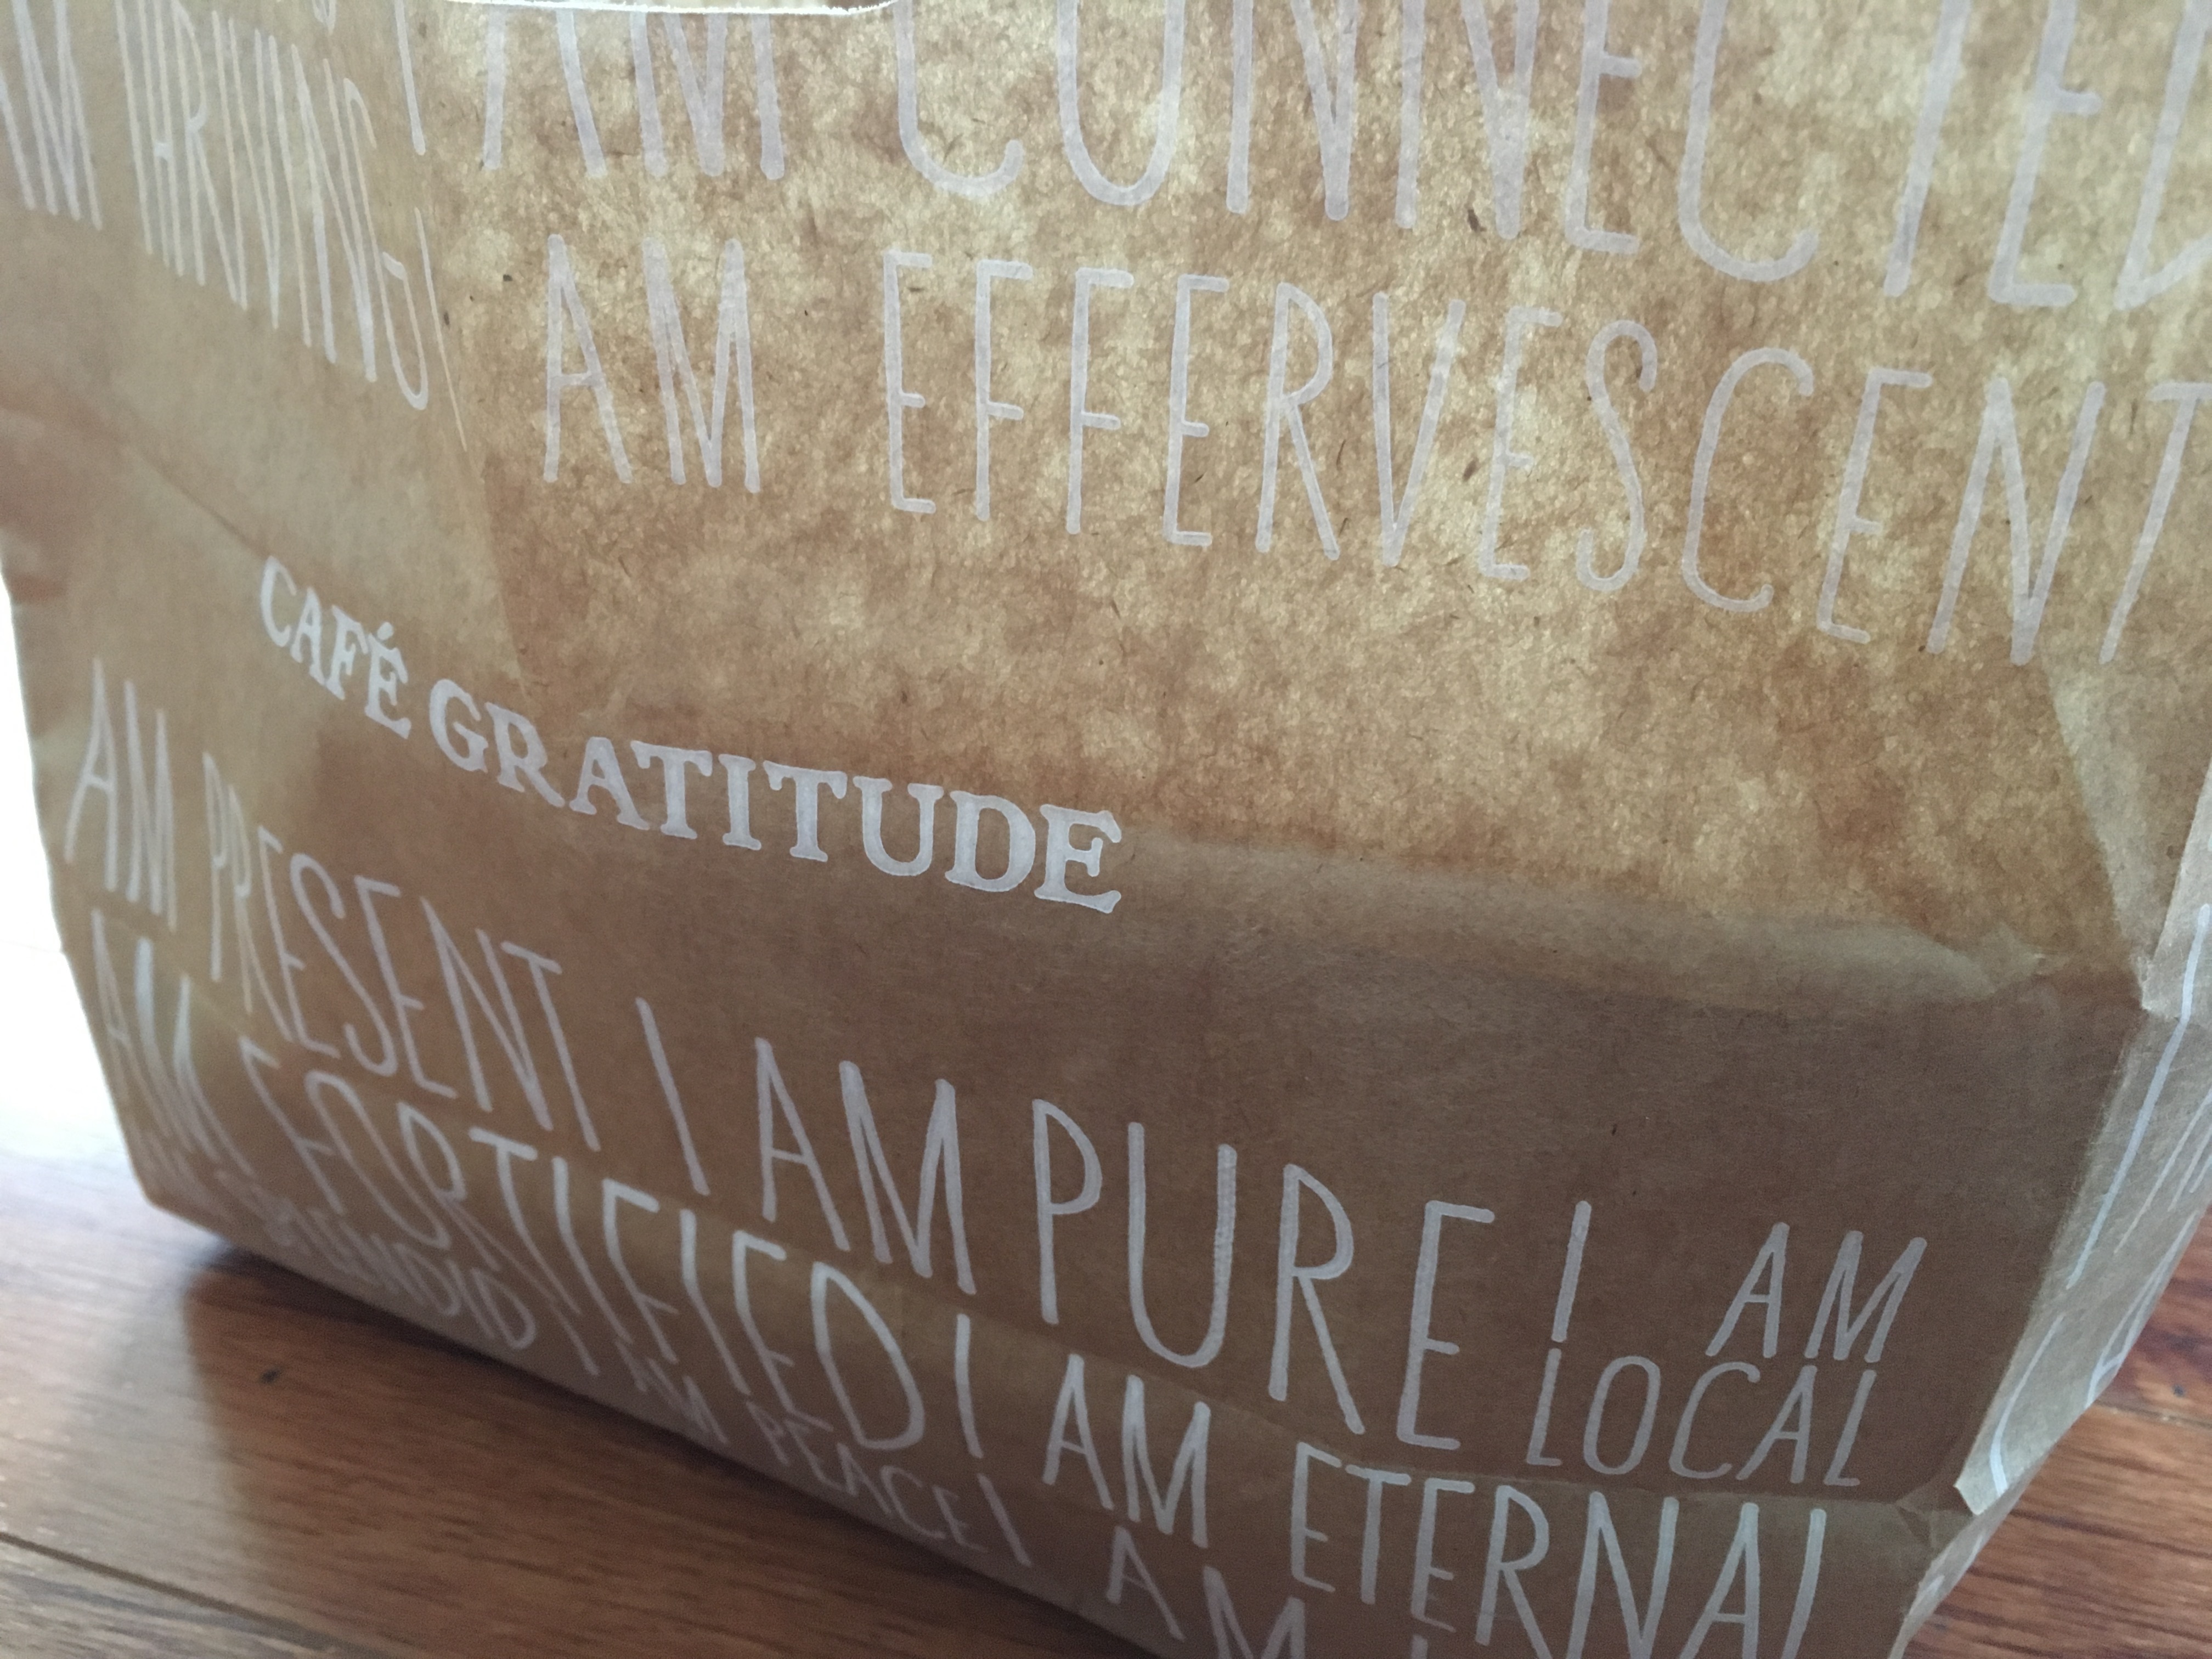 I AM CONNECTED
AM THRIVING I AM EFFERVESCENT
CAFÉ GRATITUDE
AM PRESENT I AM PURE I AM LOCAL
AM FORTIFIED I AM ETERNAL
SPLENDID I AM PEACE I AM